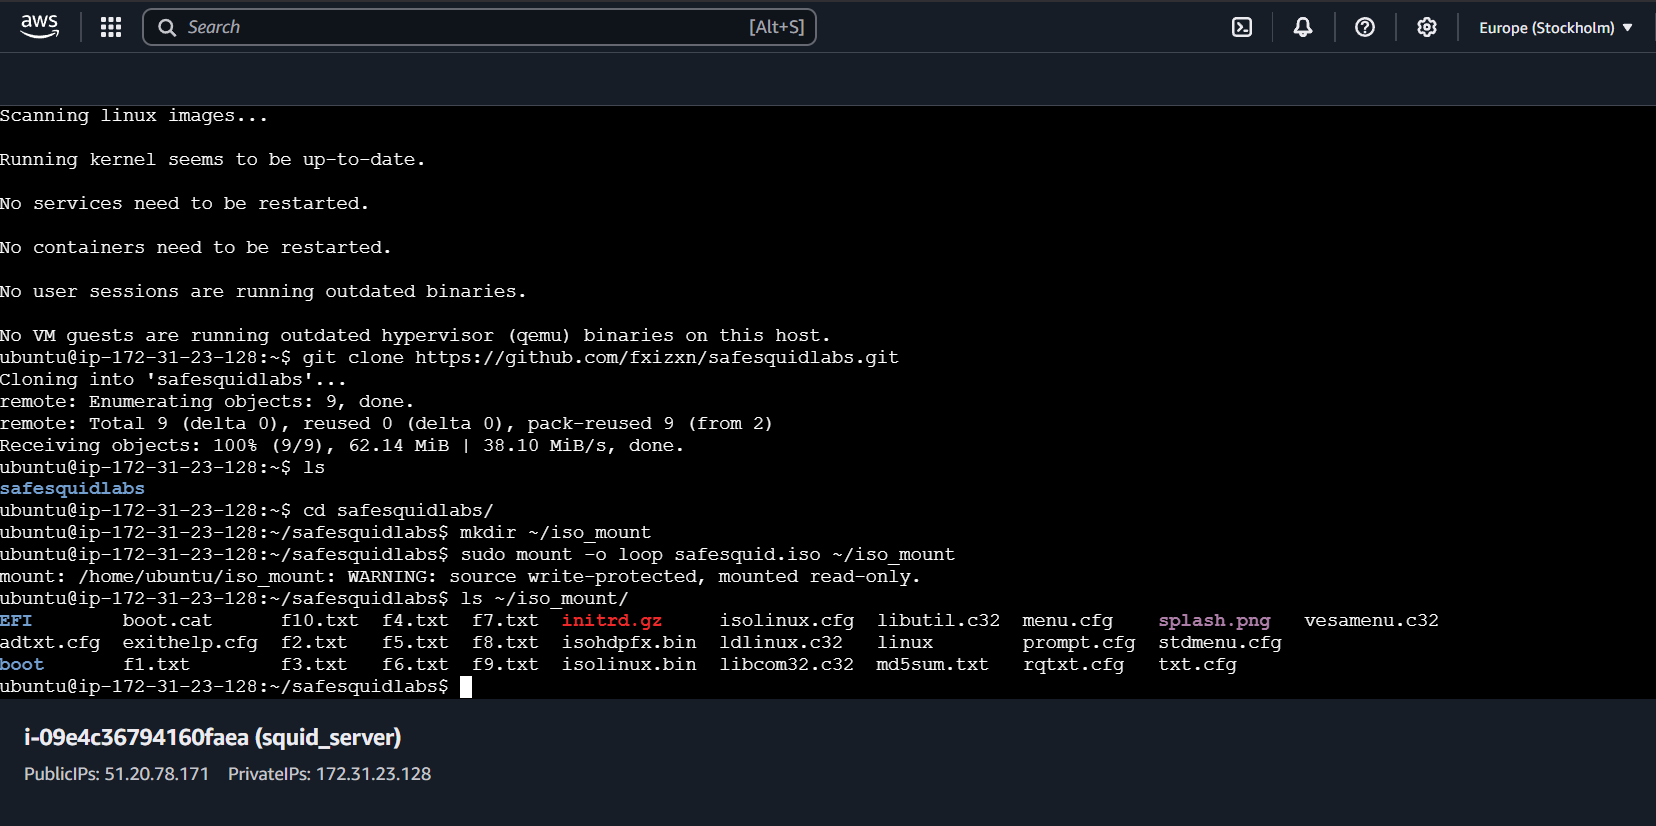 aws Search [Alt+S] Europe (Stockholm)
Scanning linux images...
Running kernel seems to be up-to-date.
No services need to be restarted.
No containers need to be restarted.
No user sessions are running outdated binaries.
No VM guests are running outdated hypervisor (qemu) binaries on this host.
ubuntu@ip-172-31-23-128:~$ git clone https://github.com/fxizxn/safesquidlabs.git
Cloning into 'safesquidlabs'...
remote: Enumerating objects: 9, done.
remote: Total 9 (delta 0), reused 0 (delta 0), pack-reused 9 (from 2)
Receiving objects: 100% (9/9), 62.14 MiB | 38.10 MiB/s, done.
ubuntu@ip-172-31-23-128:~$ ls
safesquidlabs
ubuntu@ip-172-31-23-128:~$ cd safesquidlabs/
ubuntu@ip-172-31-23-128:~/safesquidlabs$ mkdir ~/iso_mount
ubuntu@ip-172-31-23-128:~/safesquidlabs$ sudo mount -o loop safesquid.iso ~/iso_mount
mount: /home/ubuntu/iso_mount: WARNING: source write-protected, mounted read-only.
ubuntu@ip-172-31-23-128:~/safesquidlabs$ ls ~/iso_mount/
EFI boot.cat f10.txt f4.txt f7.txt initrd.gz isolinux.cfg libutil.c32 menu.cfg splash.png vesamenu.c32
adtxt.cfg exithelp.cfg f2.txt f5.txt f8.txt isohdpfx.bin ldlinux.c32 linux prompt.cfg stdmenu.cfg
boot f1.txt f3.txt f6.txt f9.txt isolinux.bin libcom32.c32 md5sum.txt rqtxt.cfg txt.cfg
ubuntu@ip-172-31-23-128:~/safesquidlabs$
i-09e4c36794160faea (squid_server)
PublicIPs: 51.20.78.171 PrivateIPs: 172.31.23.128